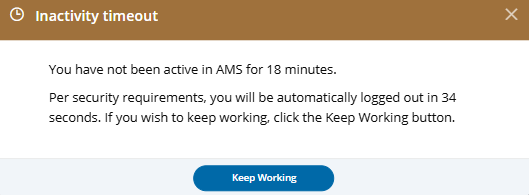 Inactivity timeout
You have not been active in AMS for 18 minutes.
Per security requirements, you will be automatically logged out in 34
seconds. If you wish to keep working, click the Keep Working button.
Keep Working